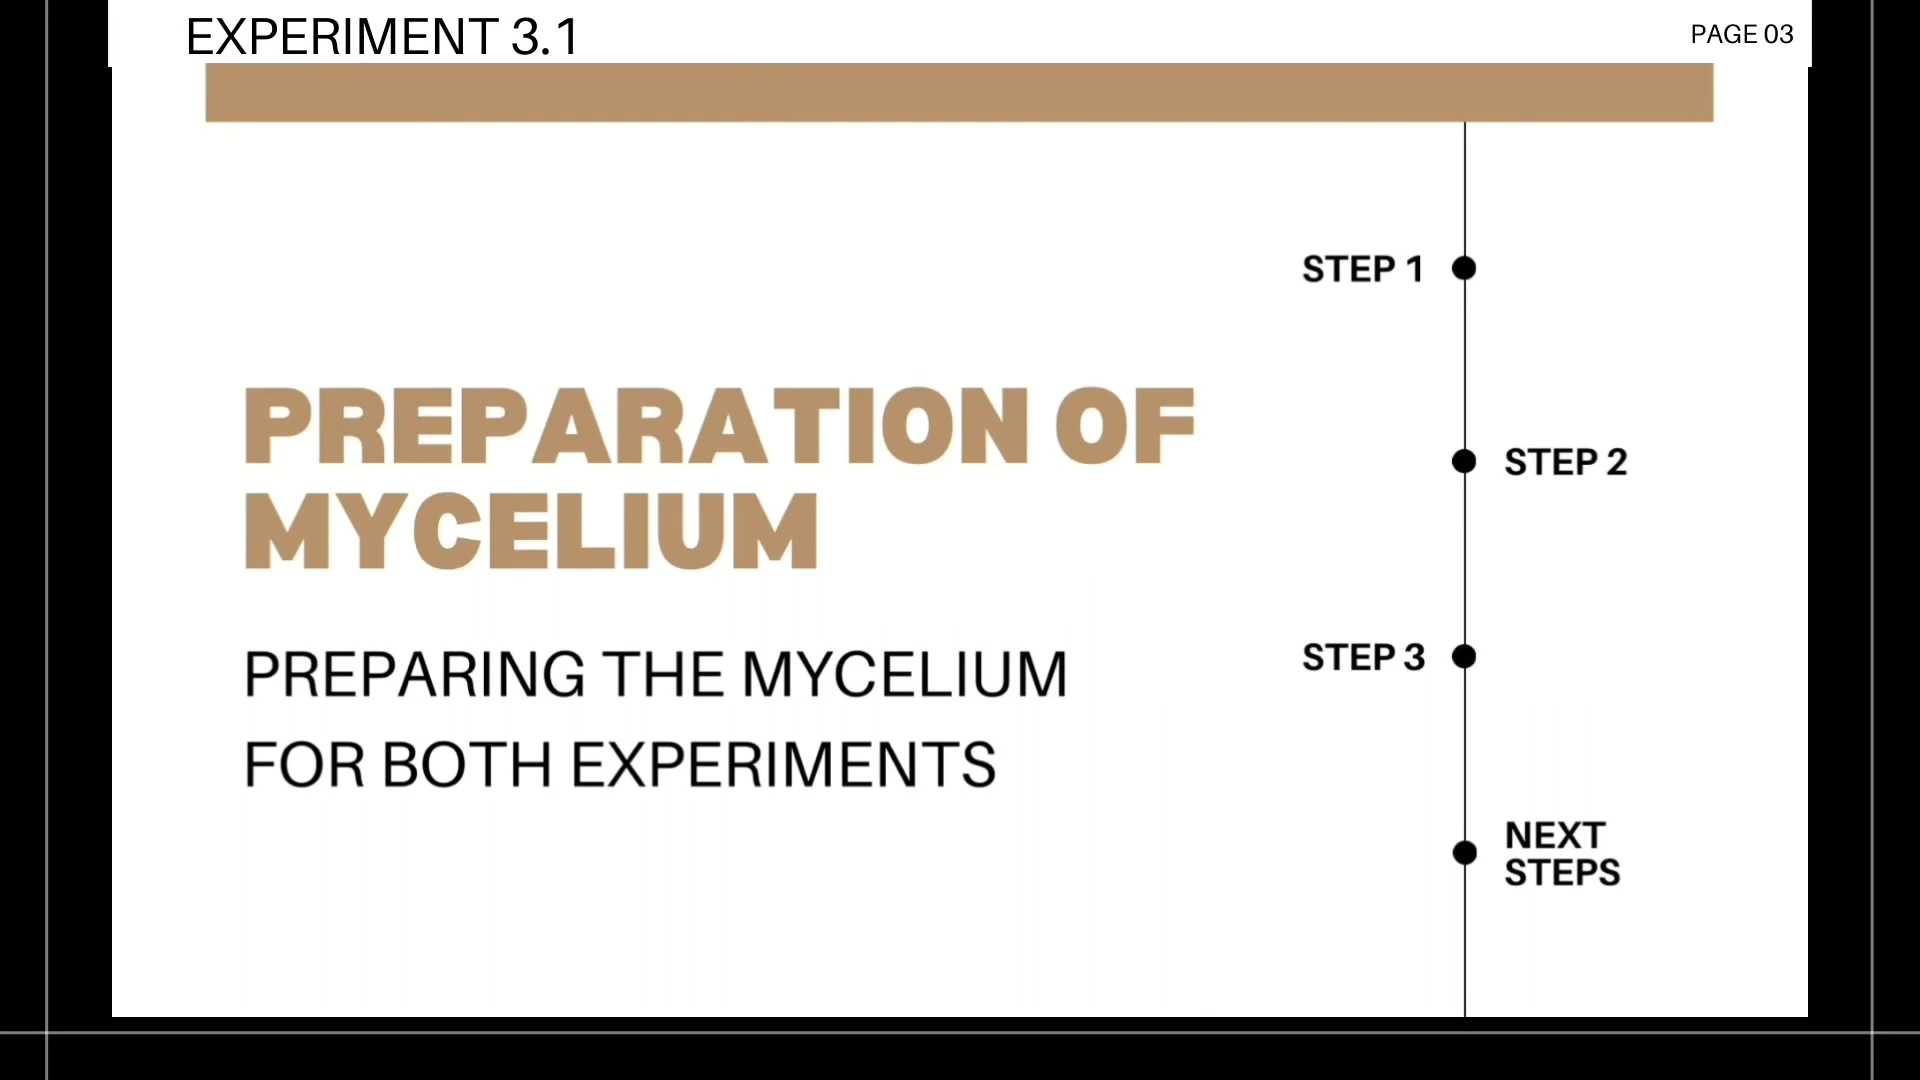 EXPERIMENT 3.1
PAGE 03
PREPARATION OF
MYCELIUM
PREPARING THE MYCELIUM
FOR BOTH EXPERIMENTS
STEP 1
STEP 2
STEP 3
NEXT
STEPS